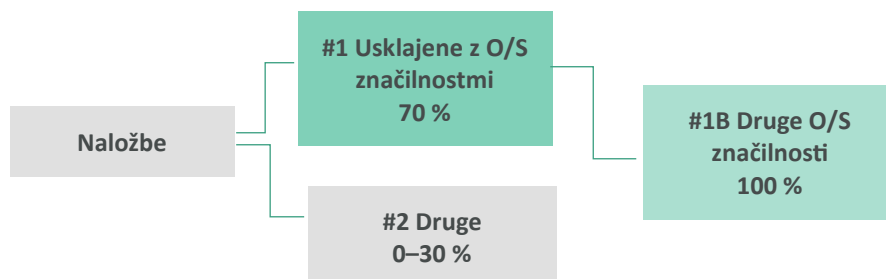 Naložbe
#1 Usklajene z O/S
značilnostmi
70 %
#1B Druge O/S
značilnosti
100 %
#2 Druge
0–30 %